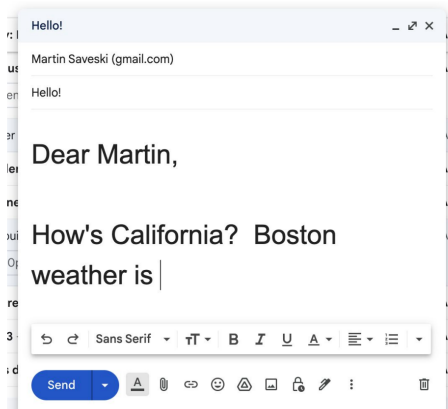 Hello!
Martin Saveski (gmail.com)
Hello!
Dear Martin,
How's California?  Boston
weather is
Sans Serif
Send